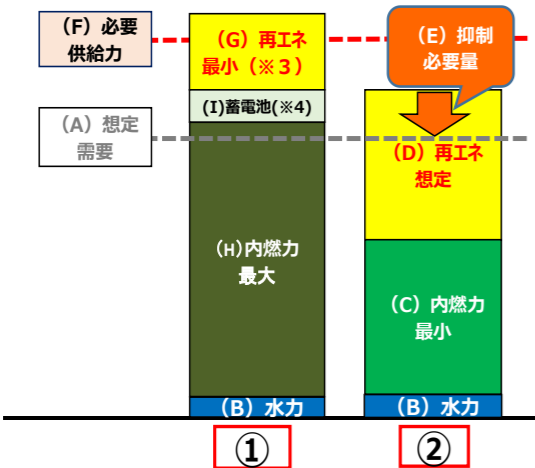 （F）必要
供給力
（G）再エネ
最小（※３）
（E）抑制
必要量
(I)蓄電池(※4)
（A）想定
需要
（D）再エネ
想定
（H）内燃力
最大
（C）内燃力
最小
（B）水力
（B）水力
①
②